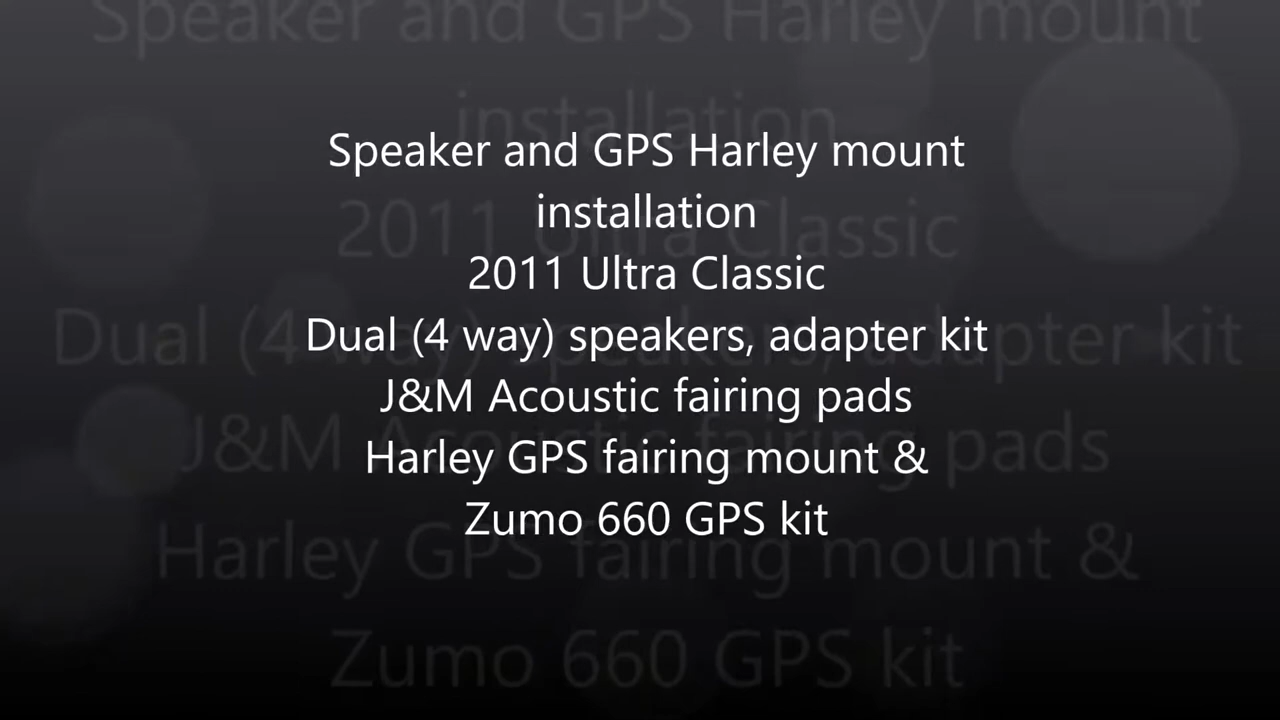 Speaker and GPS Harley mount
installation
2011 Ultra Classic
Dual (4 way) speakers, adapter kit
J&M Acoustic fairing pads
Harley GPS fairing mount &
Zumo 660 GPS kit